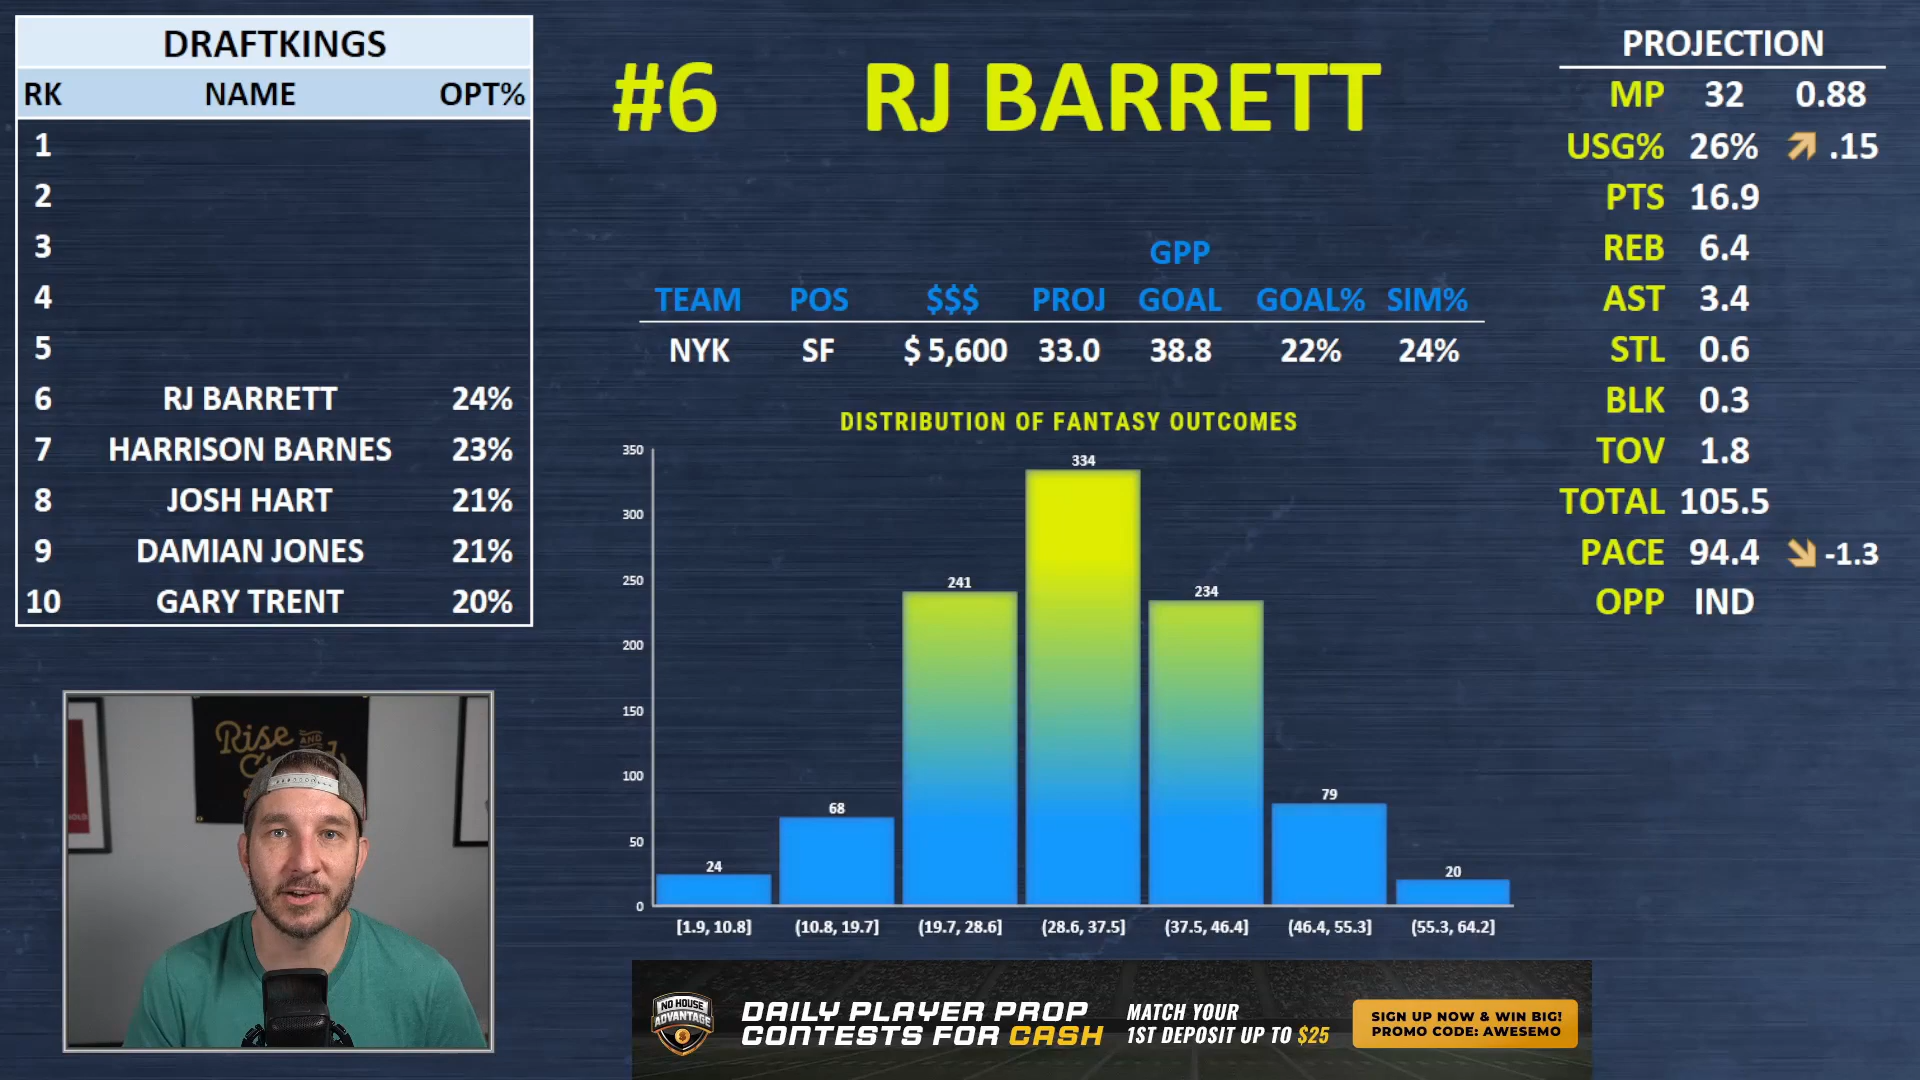 DRAFTKINGS
RK NAME OPT%
1
2
3
4
5
6 RJ BARRETT 24%
7 HARRISON BARNES 23%
8 JOSH HART 21%
9 DAMIAN JONES 21%
10 GARY TRENT 20%
#6 RJ BARRETT
GPP
TEAM POS $$$ PROJ GOAL GOAL% SIM%
NYK SF $ 5,600 33.0 38.8 22% 24%
DISTRIBUTION OF FANTASY OUTCOMES
350
300
250
200
150
100
50
0
24
68
241
334
234
79
20
[1.9, 10.8] (10.8, 19.7] (19.7, 28.6] (28.6, 37.5] (37.5, 46.4] (46.4, 55.3] (55.3, 64.2]
PROJECTION
MP 32 0.88
USG% 26% .15
PTS 16.9
REB 6.4
AST 3.4
STL 0.6
BLK 0.3
TOV 1.8
TOTAL 105.5
PACE 94.4 -1.3
OPP IND
Rise AND
NO HOUSE
ADVANTAGE
DAILY PLAYER PROP
CONTESTS FOR CASH
MATCH YOUR
1ST DEPOSIT UP TO $25
SIGN UP NOW & WIN BIG!
PROMO CODE: AWESEMO